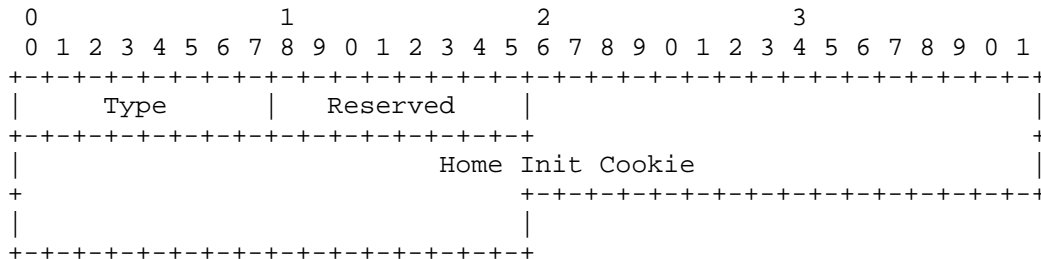 0                   1                   2                   3
0 1 2 3 4 5 6 7 8 9 0 1 2 3 4 5 6 7 8 9 0 1 2 3 4 5 6 7 8 9 0 1
+-+-+-+-+-+-+-+-+-+-+-+-+-+-+-+-+-+-+-+-+-+-+-+-+-+-+-+-+-+-+-+-+
|     Type      |   Reserved    |                               |
+-+-+-+-+-+-+-+-+-+-+-+-+-+-+-+-+                               +
|                          Home Init Cookie                     |
+                               +-+-+-+-+-+-+-+-+-+-+-+-+-+-+-+-+
|                               |
+-+-+-+-+-+-+-+-+-+-+-+-+-+-+-+-+